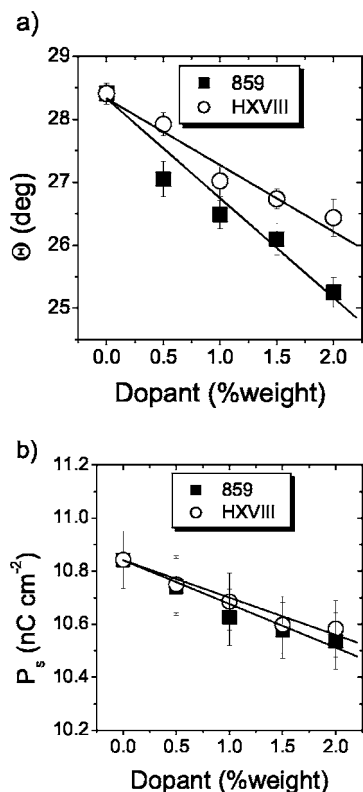 a)
29
28
27
26
25
859
HXVIII
Θ (deg)
0.0 0.5 1.0 1.5 2.0
Dopant (%weight)
b)
11.2
11.0
10.8
10.6
10.4
10.2
859
HXVIII
P_s (nC cm⁻²)
0.0 0.5 1.0 1.5 2.0
Dopant (%weight)